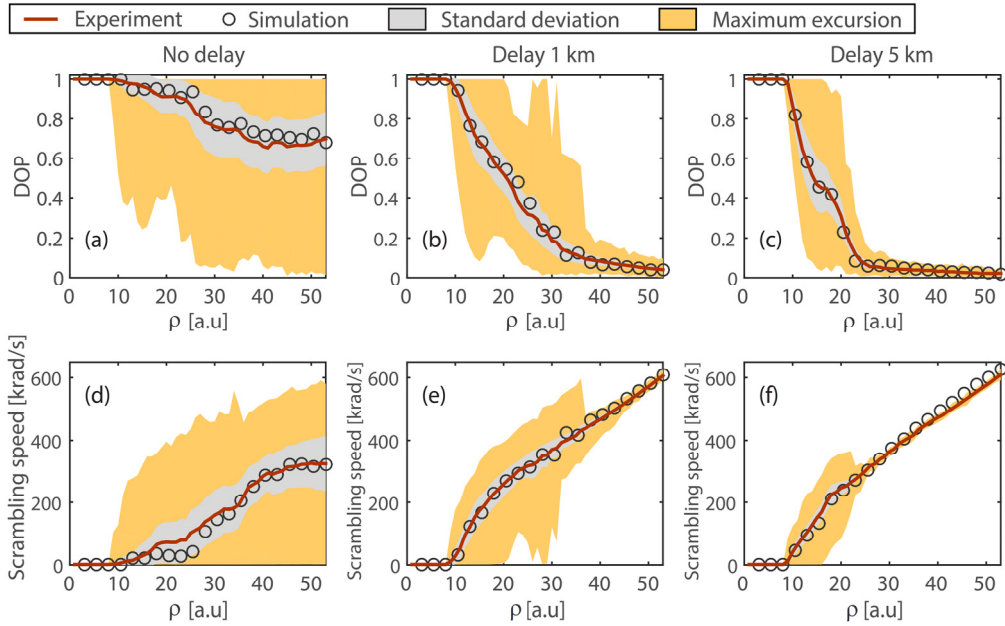 Experiment Simulation Standard deviation Maximum excursion
No delay Delay 1 km Delay 5 km
DOP
1
0.8
0.6
0.4
0.2
0
(a)
0 10 20 30 40 50
ρ [a.u]
DOP
1
0.8
0.6
0.4
0.2
0
(b)
0 10 20 30 40 50
ρ [a.u]
DOP
1
0.8
0.6
0.4
0.2
0
(c)
0 10 20 30 40 50
ρ [a.u]
Scrambling speed [krad/s]
600
400
200
0
(d)
0 10 20 30 40 50
ρ [a.u]
Scrambling speed [krad/s]
600
400
200
0
(e)
0 10 20 30 40 50
ρ [a.u]
Scrambling speed [krad/s]
600
400
200
0
(f)
0 10 20 30 40 50
ρ [a.u]